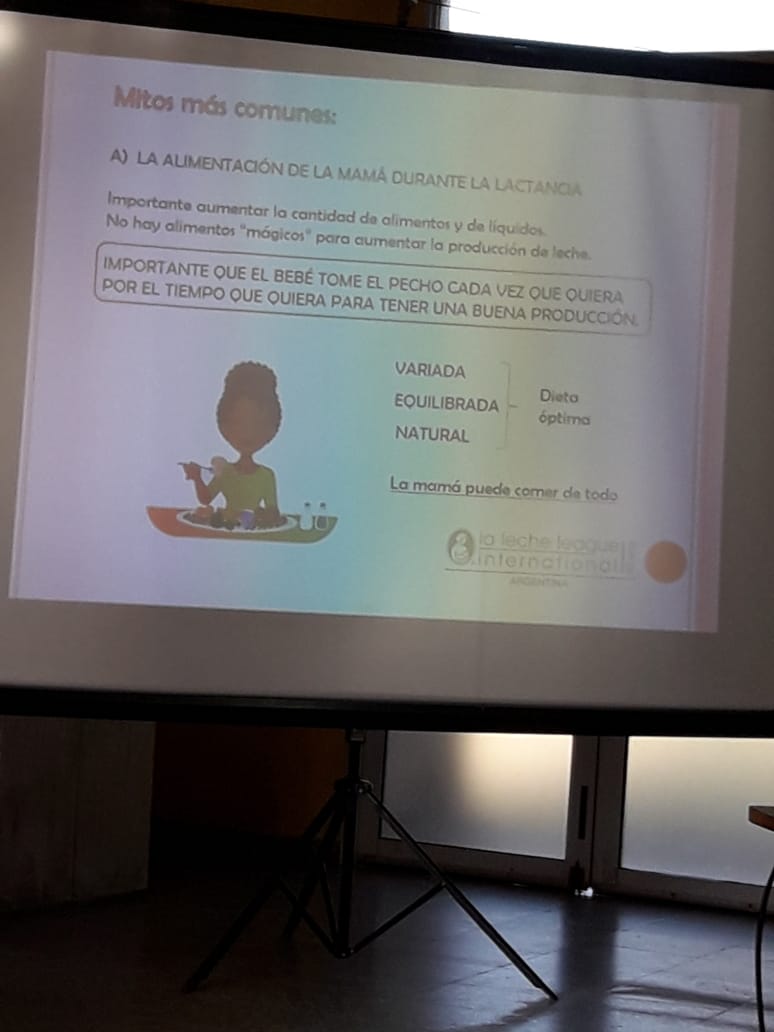 Mitos más comunes:
A) LA ALIMENTACIÓN DE LA MAMÁ DURANTE LA LACTANCIA
Importante aumentar la cantidad de alimentos y de líquidos.
No hay alimentos "mágicos" para aumentar la producción de leche.
IMPORTANTE QUE EL BEBÉ TOME EL PECHO CADA VEZ QUE QUIERA
POR EL TIEMPO QUE QUIERA PARA TENER UNA BUENA PRODUCCIÓN.
VARIADA
EQUILIBRADA
NATURAL
Dieta
óptima
La mamá puede comer de todo
la leche league
international
ARGENTINA